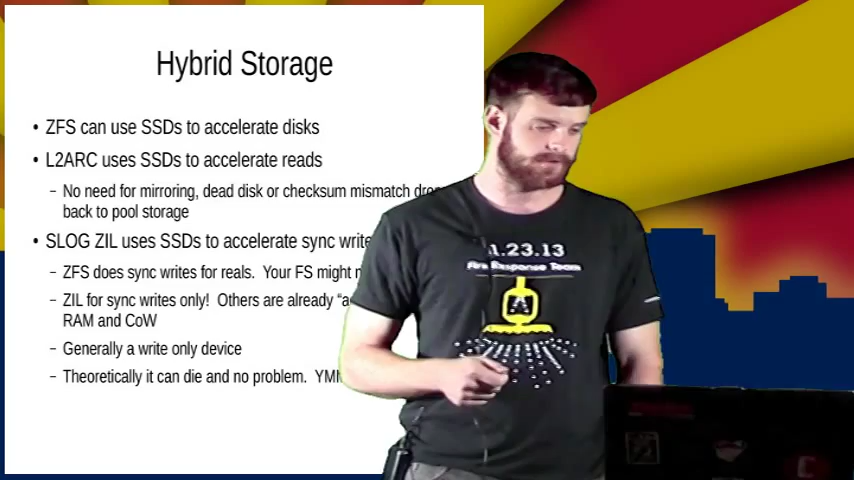 Hybrid Storage
• ZFS can use SSDs to accelerate disks
• L2ARC uses SSDs to accelerate reads
– No need for mirroring, dead disk or checksum mismatch
back to pool storage
• SLOG ZIL uses SSDs to accelerate sync write
– ZFS does sync writes for reals. Your FS might
– ZIL for sync writes only! Others are already
RAM and CoW
– Generally a write only device
– Theoretically it can die and no problem.
1.23.13
Fire Response Team